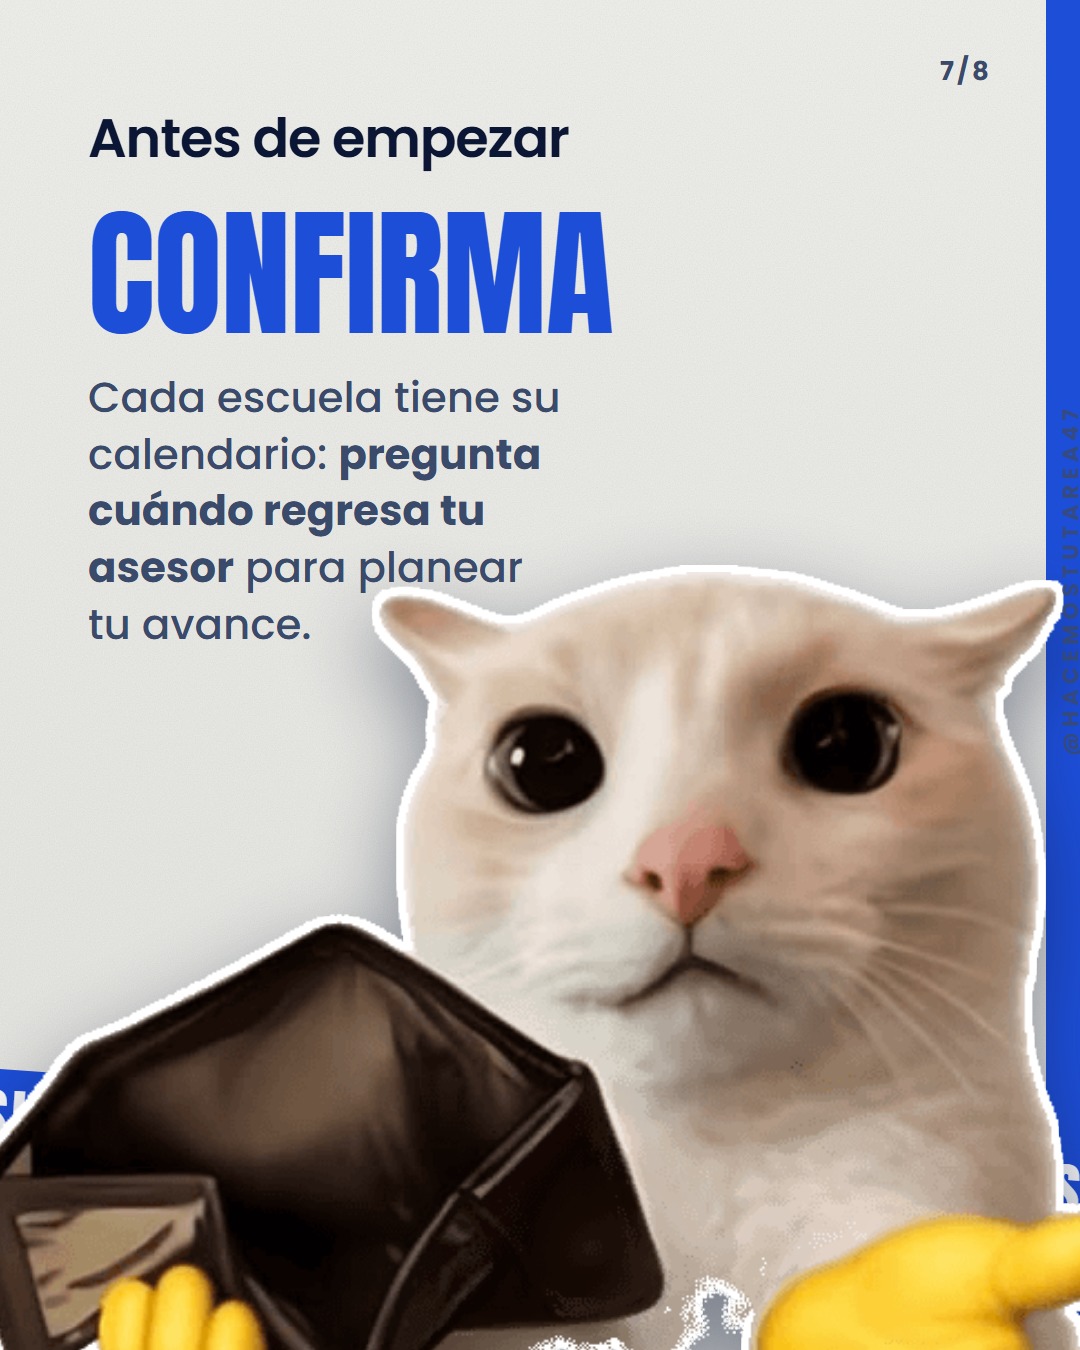 7/8
Antes de empezar
CONFIRMA
Cada escuela tiene su
calendario: pregunta
cuándo regresa tu
asesor para planear
tu avance.
@HACEMOSTUTAREA47